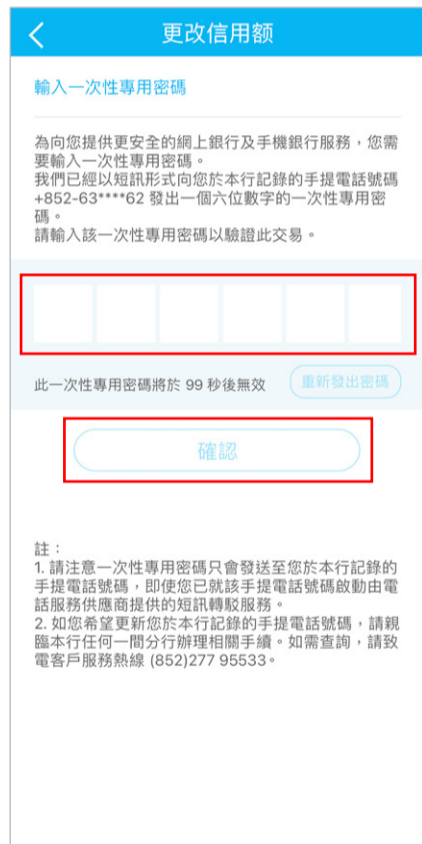 更改信用额
輸入一次性專用密碼
為向您提供更安全的網上銀行及手機銀行服務，您需
要輸入一次性專用密碼。
我們已經以短訊形式向您於本行記錄的手提電話號碼
+852-63****62 發出一個六位數字的一次性專用密
碼。
請輸入該一次性專用密碼以驗證此交易。
此一次性專用密碼將於 99 秒後無效
重新發出密碼
確認
註：
1. 請注意一次性專用密碼只會發送至您於本行記錄的
手提電話號碼，即使您已就該手提電話號碼啟動由電
話服務供應商提供的短訊轉駁服務。
2. 如您希望更新您於本行記錄的手提電話號碼，請親
臨本行任何一間分行辦理相關手續。如需查詢，請致
電客戶服務熱線 (852)277 95533。